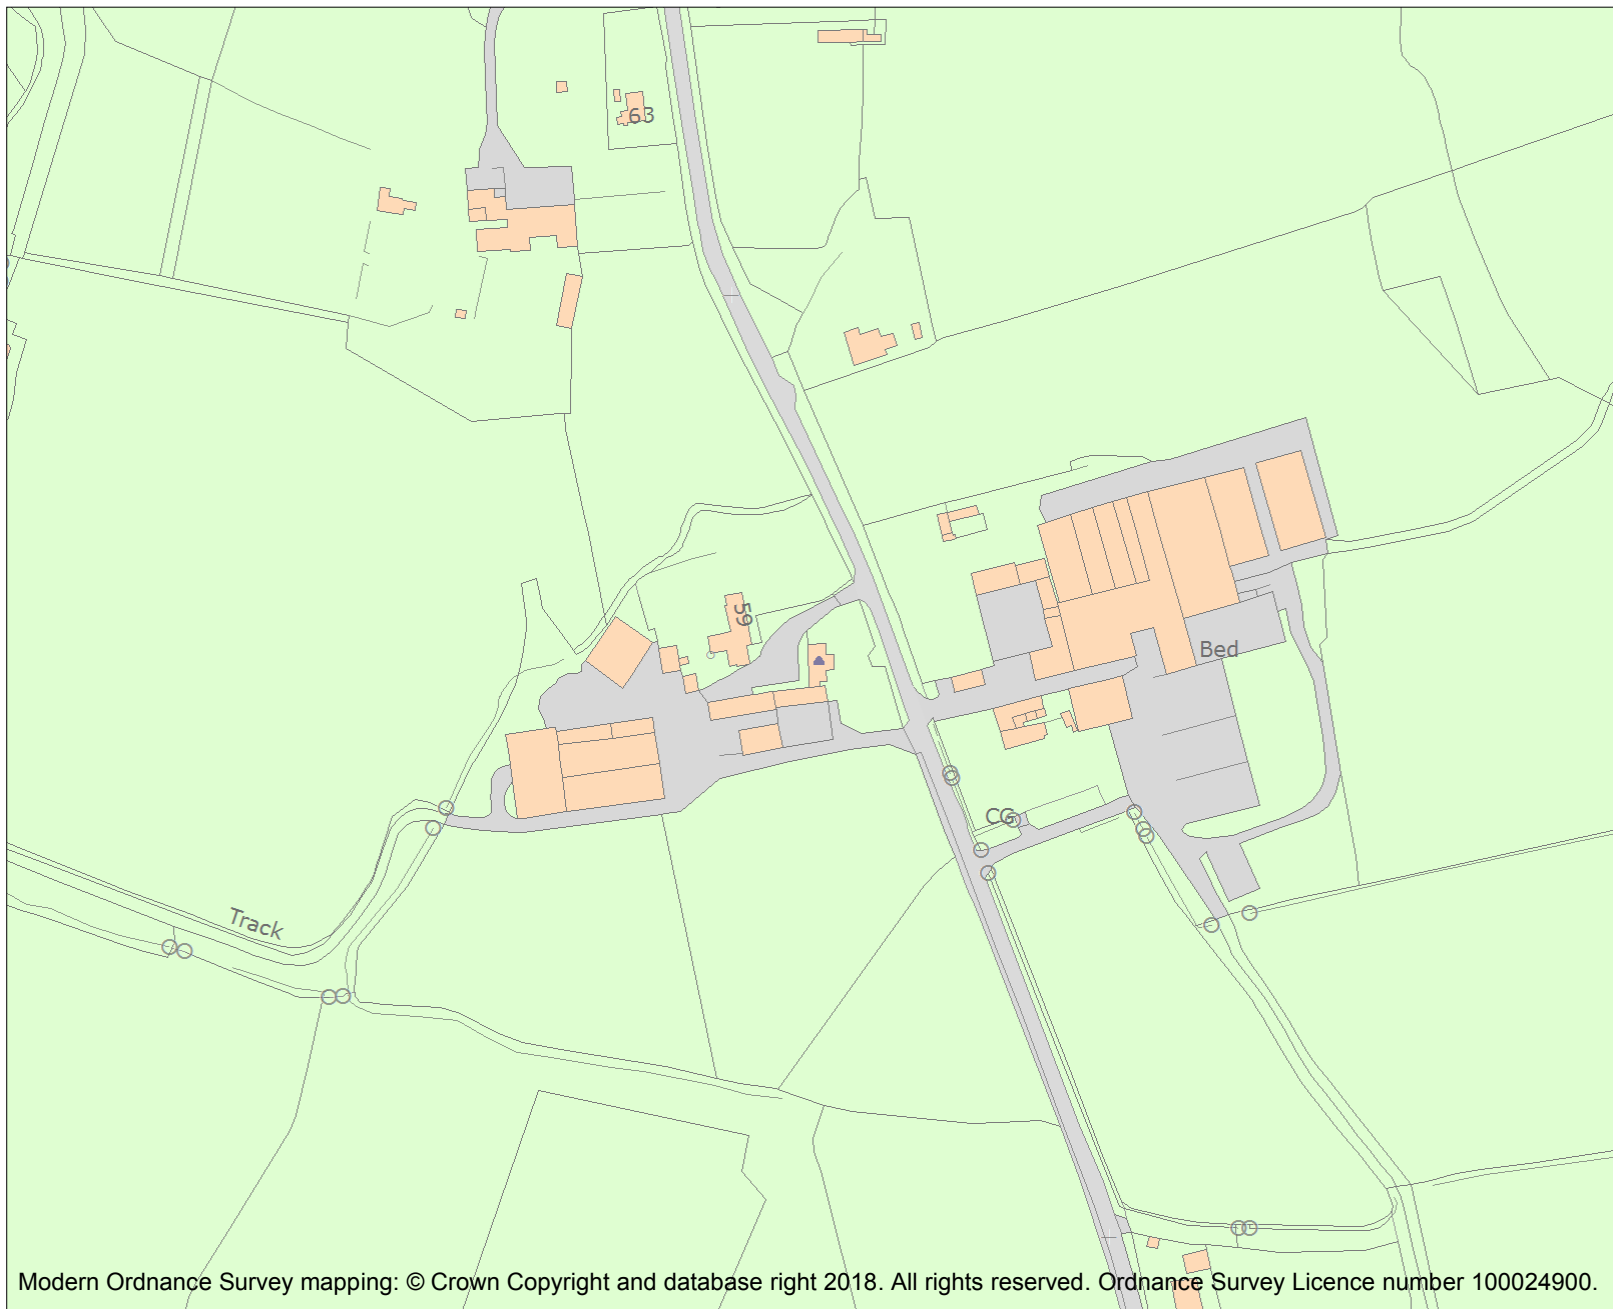 63
59
Bed
CG
Track
Modern Ordnance Survey mapping: © Crown Copyright and database right 2018. All rights reserved. Ordnance Survey Licence number 100024900.